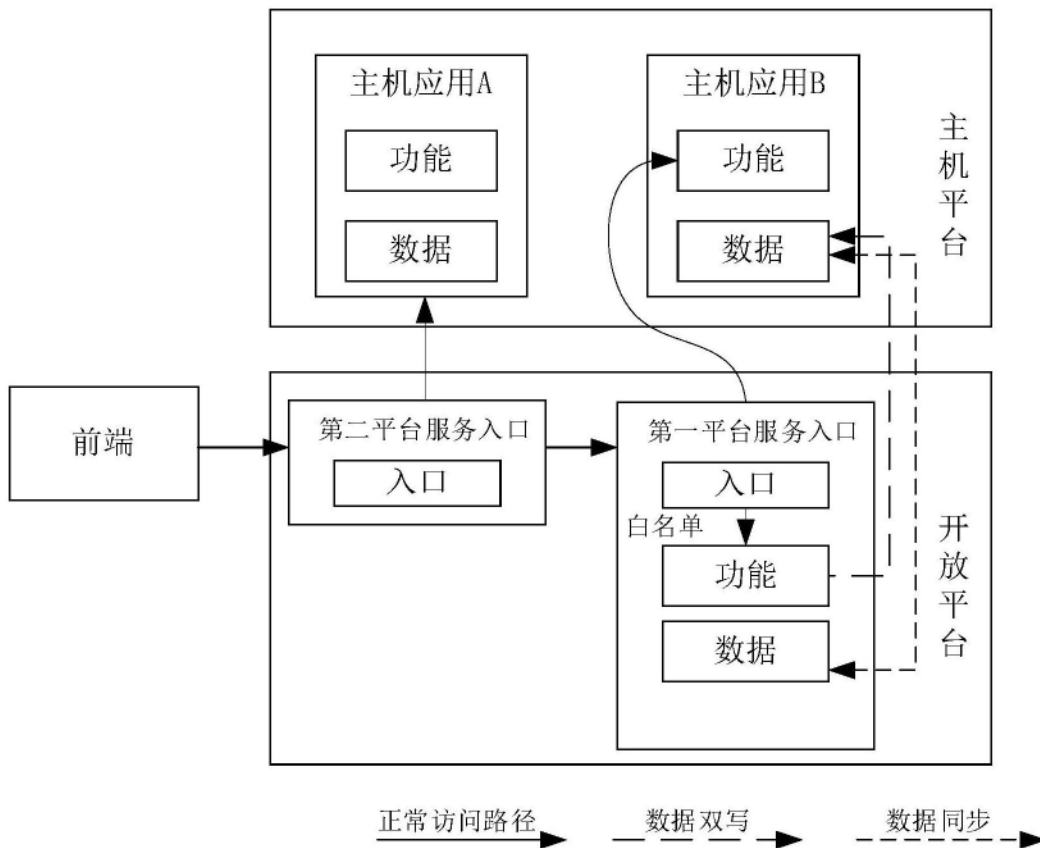 主机应用A
功能
数据
主机应用B
功能
数据
主机平台
前端
第二平台服务入口
入口
第一平台服务入口
入口
白名单
功能
数据
开放平台
正常访问路径
数据双写
数据同步